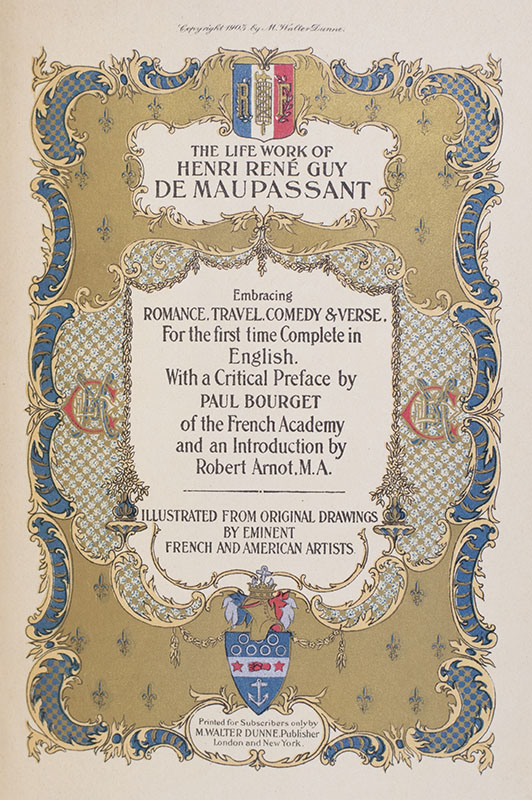 Copyright 1903 by M. Walter Dunne.
R F
THE LIFE WORK OF
HENRI RENÉ GUY
DE MAUPASSANT
Embracing
ROMANCE, TRAVEL, COMEDY & VERSE,
For the first time Complete in
English.
With a Critical Preface by
PAUL BOURGET
of the French Academy
and an Introduction by
Robert Arnot, M.A.
ILLUSTRATED FROM ORIGINAL DRAWINGS
BY EMINENT
FRENCH AND AMERICAN ARTISTS
Printed for Subscribers only by
M. WALTER DUNNE, Publisher
London and New York.